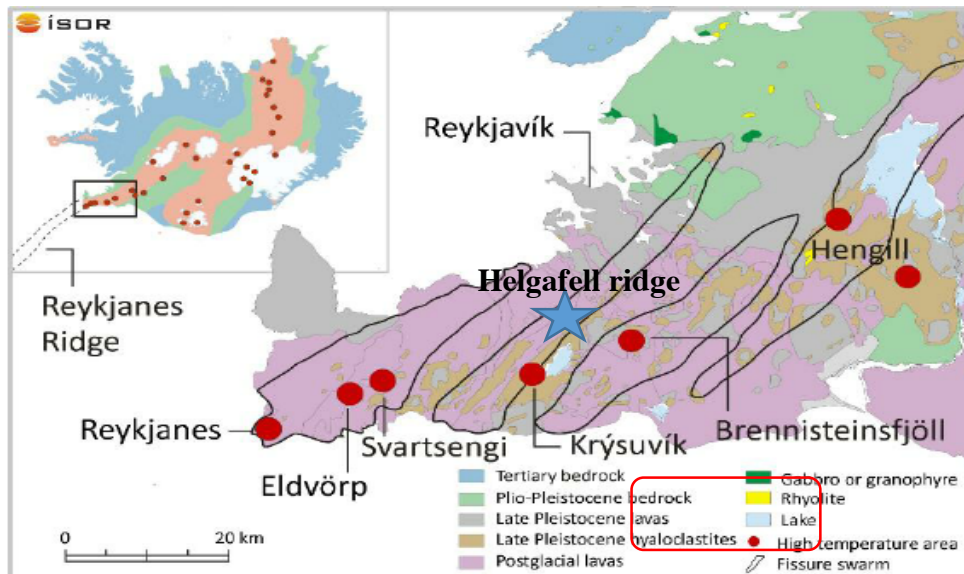 ÍSOR
Reykjavík
Helgafell ridge
Hengill
Reykjanes
Ridge
Reykjanes
Svartsengi
Krýsuvík
Brennisteinsfjöll
Eldvörp
Tertiary bedrock
Plio-Pleistocene bedrock
Late Pleistocene lavas
Late Pleistocene hyaloclastites
Postglacial lavas
Gabbro or granophyre
Rhyolite
Lake
High temperature area
Fissure swarm
0 20 km